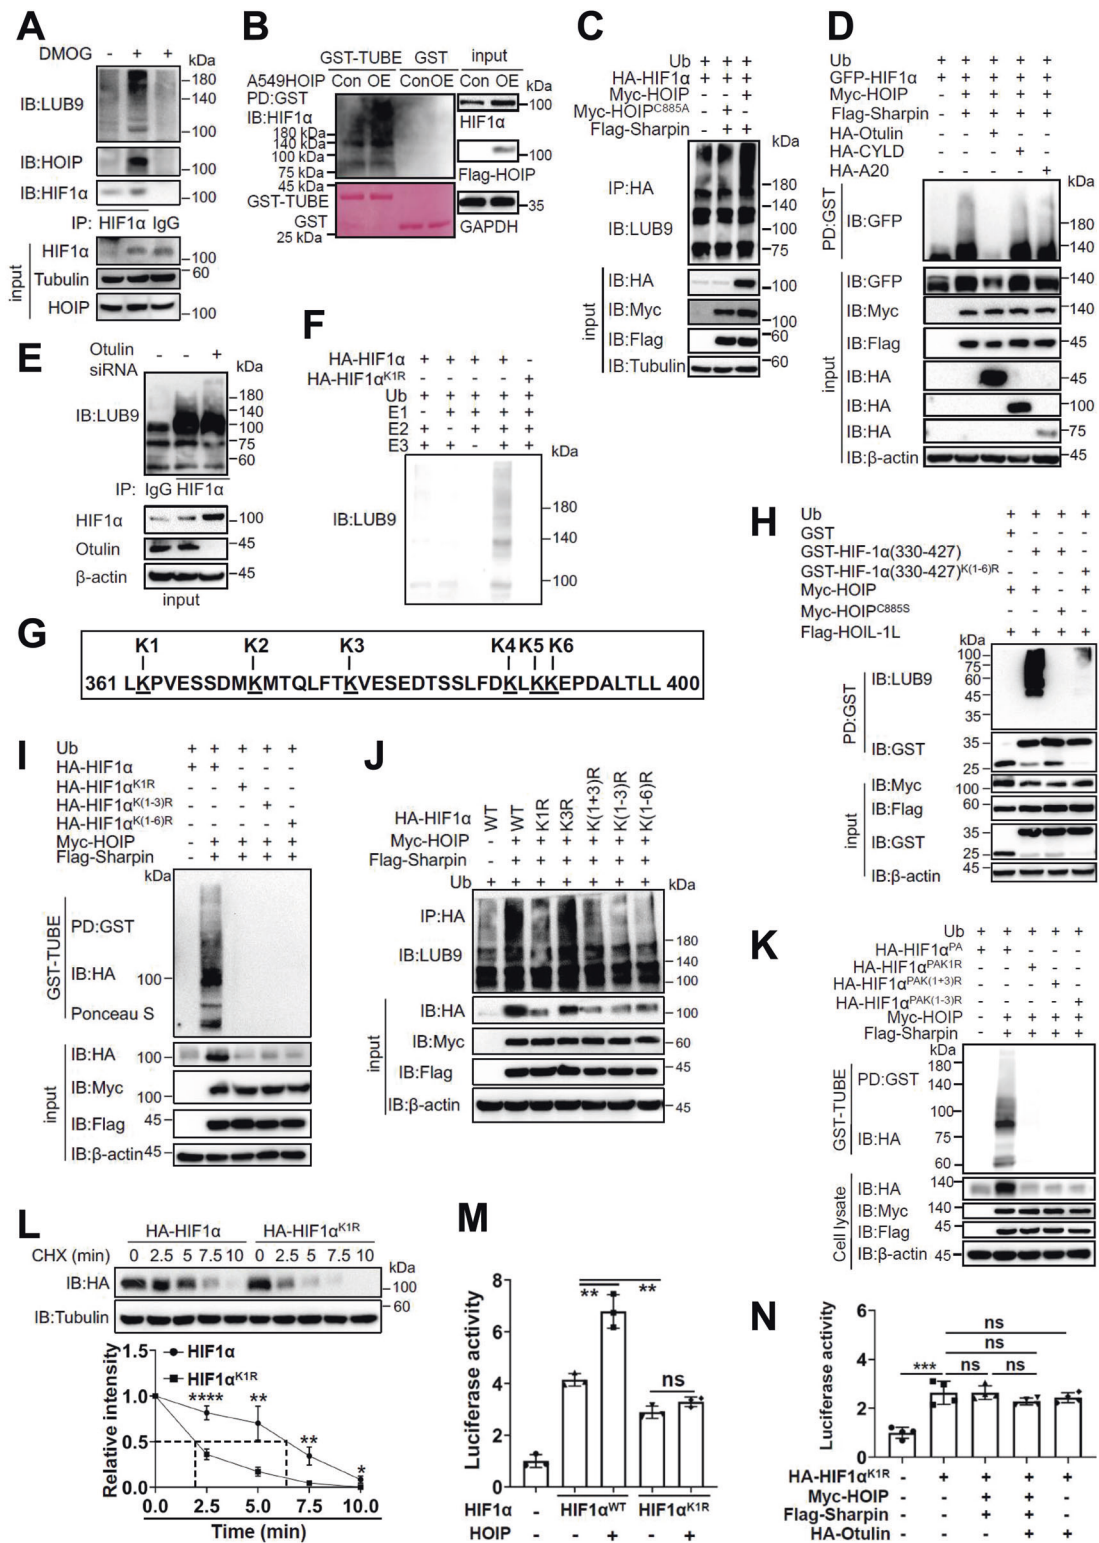 A
DMOG - + +
kDa
IB:LUB9
180
140
100
IB:HOIP
100
IB:HIF1α
100
IP: HIF1α IgG
input
HIF1α
100
Tubulin
60
HOIP
100
B
GST-TUBE GST input
A549HOIP Con OE Con OE Con OE kDa
PD:GST
IB:HIF1α
180 kDa
140 kDa
100 kDa
75 kDa
45 kDa
GST-TUBE
GST
25 kDa
100
HIF1α
100
Flag-HOIP
35
GAPDH
C
Ub + + +
HA-HIF1α + + +
Myc-HOIP - - +
Myc-HOIPC885A - + -
Flag-Sharpin - + +
kDa
IP:HA
IB:LUB9
180
140
100
75
input
IB:HA
100
IB:Myc
100
IB:Flag
60
IB:Tubulin
60
D
Ub + + + + +
GFP-HIF1α + + + + +
Myc-HOIP - + + + +
Flag-Sharpin - + + + +
HA-Otulin - - + - -
HA-CYLD - - - + -
HA-A20 - - - - +
kDa
PD:GST
IB:GFP
180
140
input
IB:GFP
140
IB:Myc
140
IB:Flag
45
IB:HA
45
IB:HA
100
IB:HA
75
IB:β-actin
45
E
Otulin siRNA - - +
kDa
IB:LUB9
180
140
100
75
60
IP: IgG HIF1α
HIF1α
100
Otulin
45
β-actin
45
input
F
HA-HIF1α + + + + -
HA-HIF1αK1R - - - - +
Ub + + + + +
E1 - + + + +
E2 + - + + +
E3 + + - + +
kDa
IB:LUB9
180
140
100
G
K1 K2 K3 K4 K5 K6
361 LKPVESSDMKMTQLFTKVESEDTSSLFDKLKKEPDALTLL 400
H
Ub + + + +
GST + - - -
GST-HIF-1α(330-427) - + + -
GST-HIF-1α(330-427)K(1-6)R - - - +
Myc-HOIP + + - +
Myc-HOIPC885S - - + -
Flag-HOIL-1L + + + +
kDa
PD:GST
IB:LUB9
100
75
60
45
35
IB:GST
35
25
input
IB:Myc
100
IB:Flag
60
IB:GST
35
25
IB:β-actin
45
I
Ub + + + + +
HA-HIF1α + + - - -
HA-HIF1αK1R - - + - -
HA-HIF1αK(1-3)R - - - + -
HA-HIF1αK(1-6)R - - - - +
Myc-HOIP - + + + +
Flag-Sharpin - + + + +
kDa
GST-TUBE
PD:GST
IB:HA
100
Ponceau S
input
IB:HA
100
IB:Myc
100
IB:Flag
45
IB:β-actin
45
J
HA-HIF1α WT WT K1R K3R K(1+3)R K(1-3)R K(1-6)R
Myc-HOIP - + + + + + +
Flag-Sharpin - + + + + + +
Ub + + + + + + +
kDa
IP:HA
IB:LUB9
180
140
100
input
IB:HA
100
IB:Myc
60
IB:Flag
45
IB:β-actin
45
K
Ub + + + + +
HA-HIF1αPA + + - - -
HA-HIF1αPAK1R - - + - -
HA-HIF1αPAK(1+3)R - - - + -
HA-HIF1αPAK(1-3)R - - - - +
Myc-HOIP - + + + +
Flag-Sharpin - + + + +
kDa
GST-TUBE
PD:GST
IB:HA
180
140
100
75
60
Cell lysate
IB:HA
140
IB:Myc
140
IB:Flag
45
IB:β-actin
45
L
HA-HIF1α HA-HIF1αK1R
CHX (min) 0 2.5 5 7.5 10 0 2.5 5 7.5 10
kDa
IB:HA
100
IB:Tubulin
60
Relative intensity
1.5
1.0
0.5
0.0
HIF1α
HIF1αK1R
**** ** ** *
0.0 2.5 5.0 7.5 10.0
Time (min)
M
Luciferase activity
8
6
4
2
0
** **
ns
HIF1α - HIF1αWT HIF1αK1R
HOIP - - + - +
N
Luciferase activity
6
4
2
0
ns
ns
*** ns ns
HA-HIF1αK1R - + + + +
Myc-HOIP - - + + -
Flag-Sharpin - - + + -
HA-Otulin - - - + +